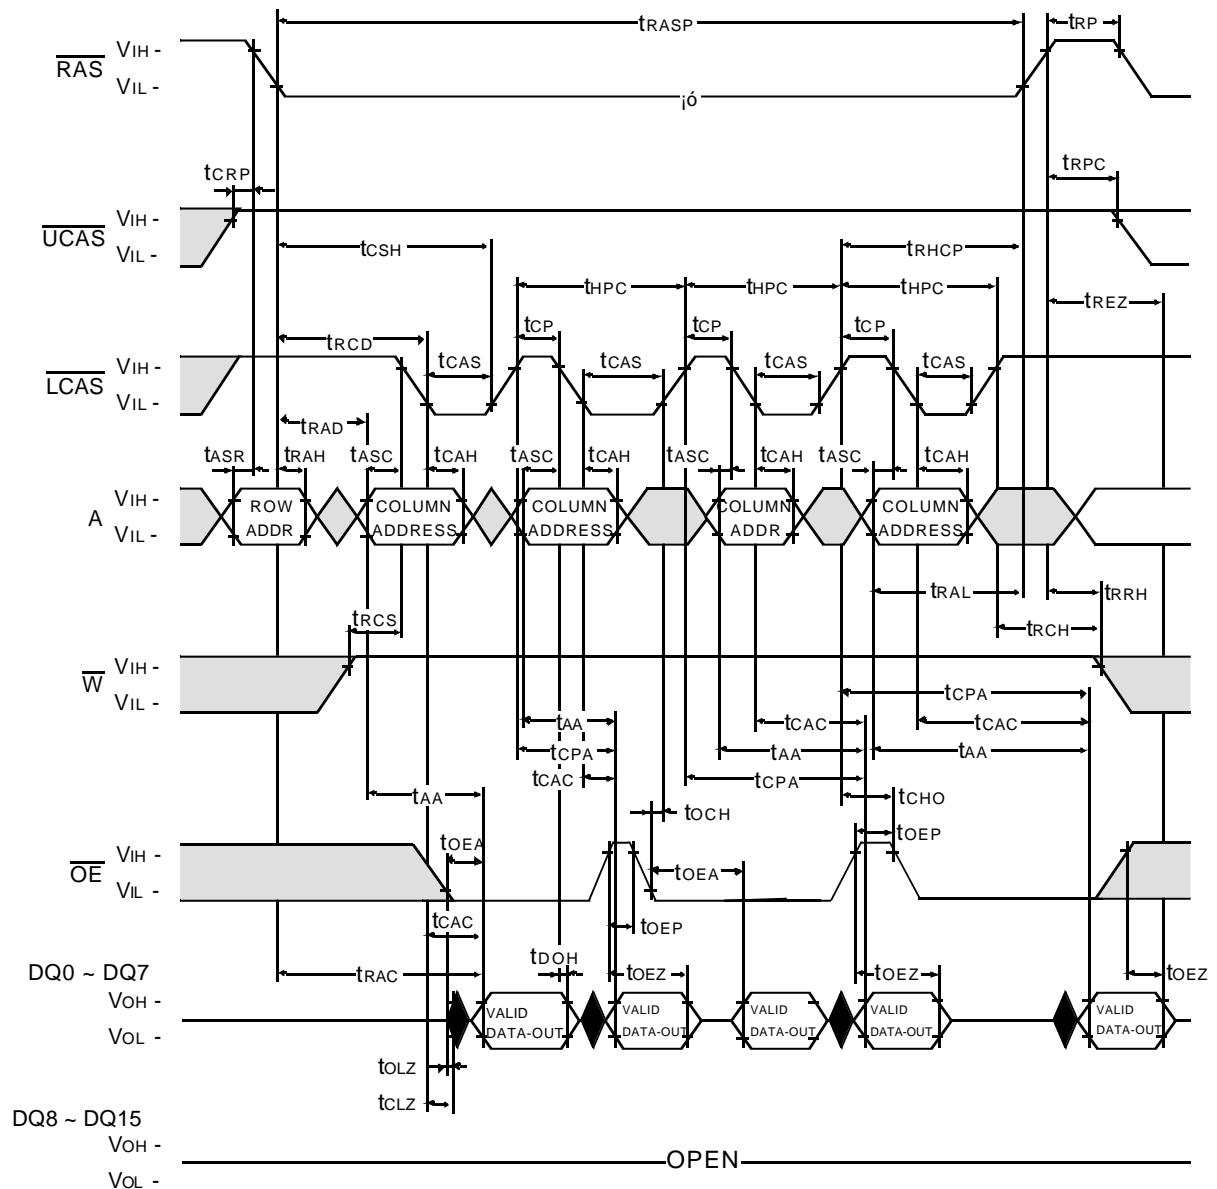 tRASP tRP
RAS VIH -
VIL -
¡ó
tCRP tRPC
UCAS VIH -
VIL -
tCSH tRHCP
tHPC tHPC tHPC tREZ
tRCD tCP tCP tCP
LCAS VIH -
VIL -
tCAS tCAS tCAS tCAS
tRAD
tASR tRAH tASC tCAH tASC tCAH tASC tCAH tASC tCAH
A VIH -
VIL -
ROW ADDR
COLUMN ADDRESS
COLUMN ADDRESS
COLUMN ADDR
COLUMN ADDRESS
tRAL tRRH
tRCS tRCH
W VIH -
VIL -
tCPA
tAA tCAC tCAC
tCPA tAA tAA
tCAC tCPA
tAA tCHO
tOCH
tOEP
OE VIH -
VIL -
tOEA tOEA
tCAC tOEP
DQ0 ~ DQ7 tRAC tDOH tOEZ tOEZ tOEZ
VOH -
VOL -
VALID DATA-OUT
VALID DATA-OUT
VALID DATA-OUT
VALID DATA-OUT
VALID DATA-OUT
tOLZ
tCLZ
DQ8 ~ DQ15
VOH -
VOL -
OPEN